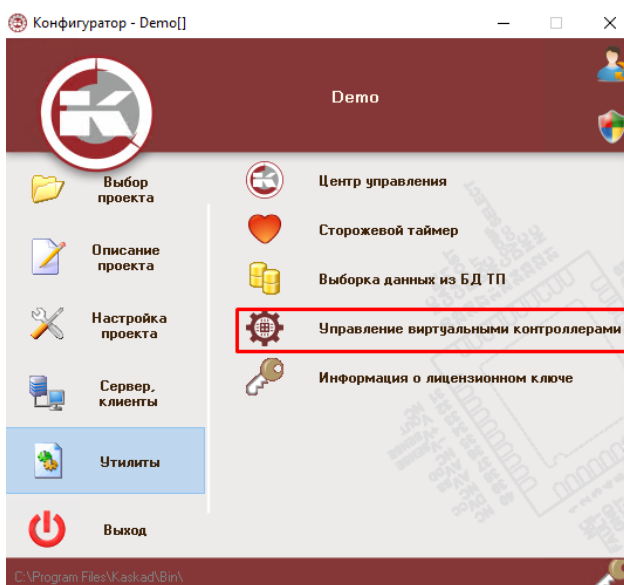 Конфигуратор - Demo[]
Demo
Выбор
проекта
Описание
проекта
Настройка
проекта
Сервер,
клиенты
Утилиты
Выход
Центр управления
Сторожевой таймер
Выборка данных из БД ТП
Управление виртуальными контроллерами
Информация о лицензионном ключе
C:\Program Files\Kaskad\Bin\